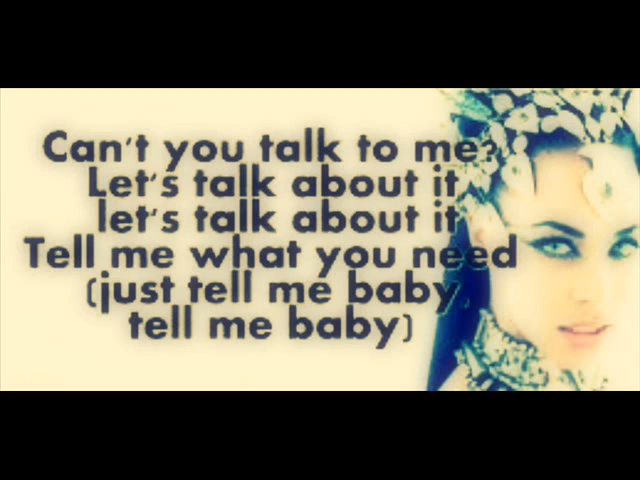 Can't you talk to me?
Let's talk about it
let's talk about it
Tell me what you need
(just tell me baby,
tell me baby)